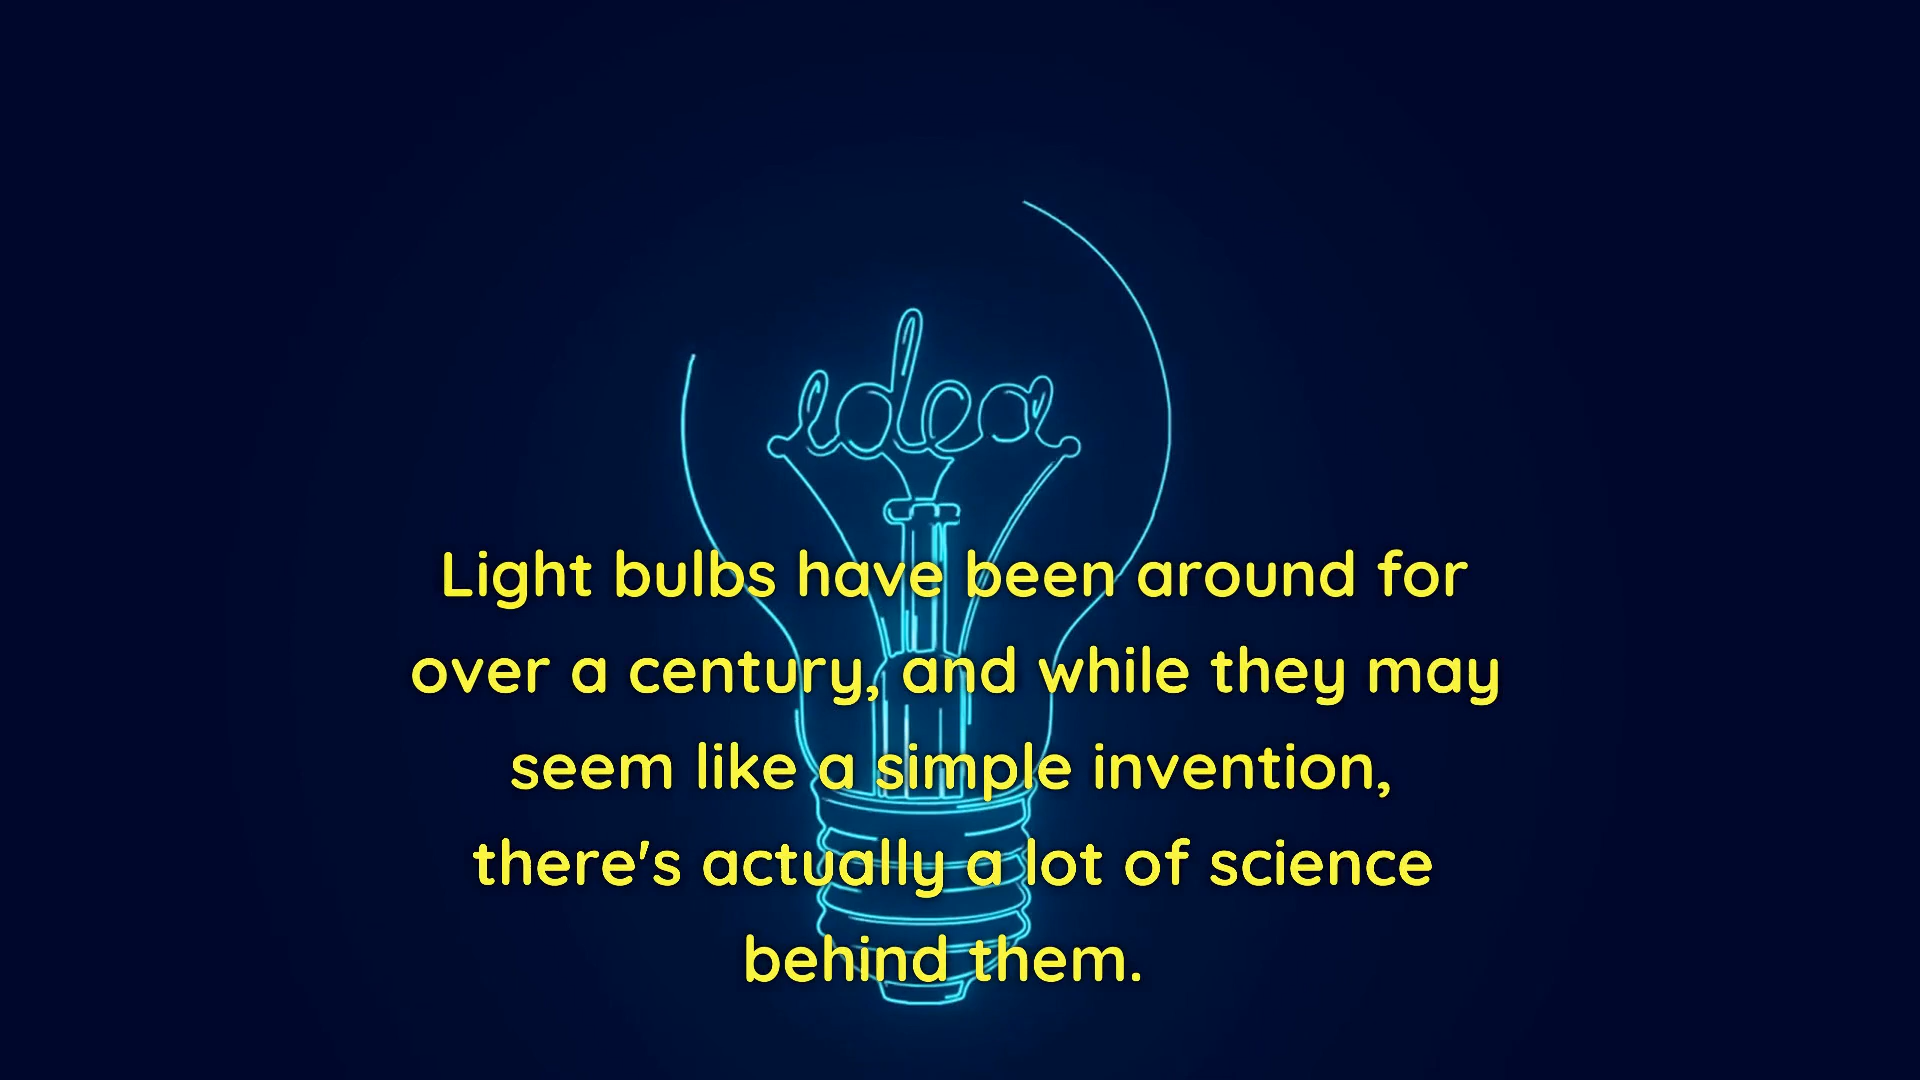 idea
Light bulbs have been around for
over a century, and while they may
seem like a simple invention,
there's actually a lot of science
behind them.